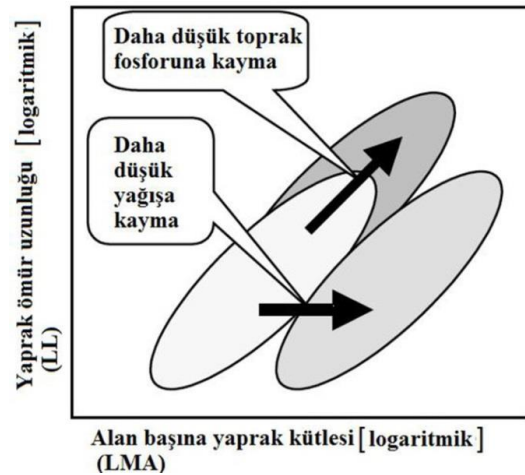 Daha düşük toprak
fosforuna kayma
Daha
düşük
yağışa
kayma
Yaprak ömür uzunluğu [logaritmik]
(LL)
Alan başına yaprak kütlesi [logaritmik]
(LMA)